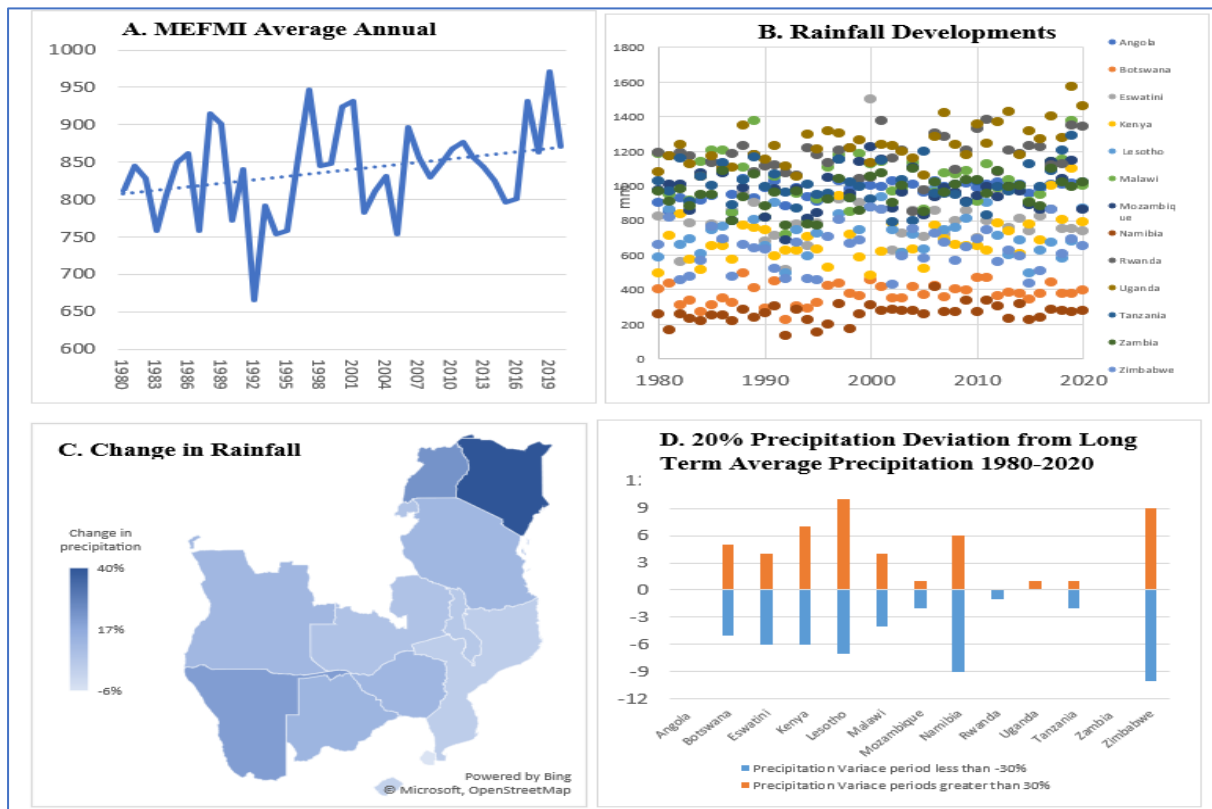 A. MEFMI Average Annual
1000
950
900
850
800
750
700
650
600
1980
1983
1986
1989
1992
1995
1998
2001
2004
2007
2010
2013
2016
2019
B. Rainfall Developments
mm
1800
1600
1400
1200
1000
800
600
400
200
0
1980
1990
2000
2010
2020
Angola
Botswana
Eswatini
Kenya
Lesotho
Malawi
Mozambiq
ue
Namibia
Rwanda
Uganda
Tanzania
Zambia
Zimbabwe
C. Change in Rainfall
Change in
precipitation
40%
17%
-6%
Powered by Bing
© Microsoft, OpenStreetMap
D. 20% Precipitation Deviation from Long
Term Average Precipitation 1980-2020
9
6
3
0
-3
-6
-9
-12
Angola
Botswana
Eswatini
Kenya
Lesotho
Malawi
Mozambique
Namibia
Rwanda
Uganda
Tanzania
Zambia
Zimbabwe
Precipitation Variace period less than -30%
Precipitation Variace periods greater than 30%